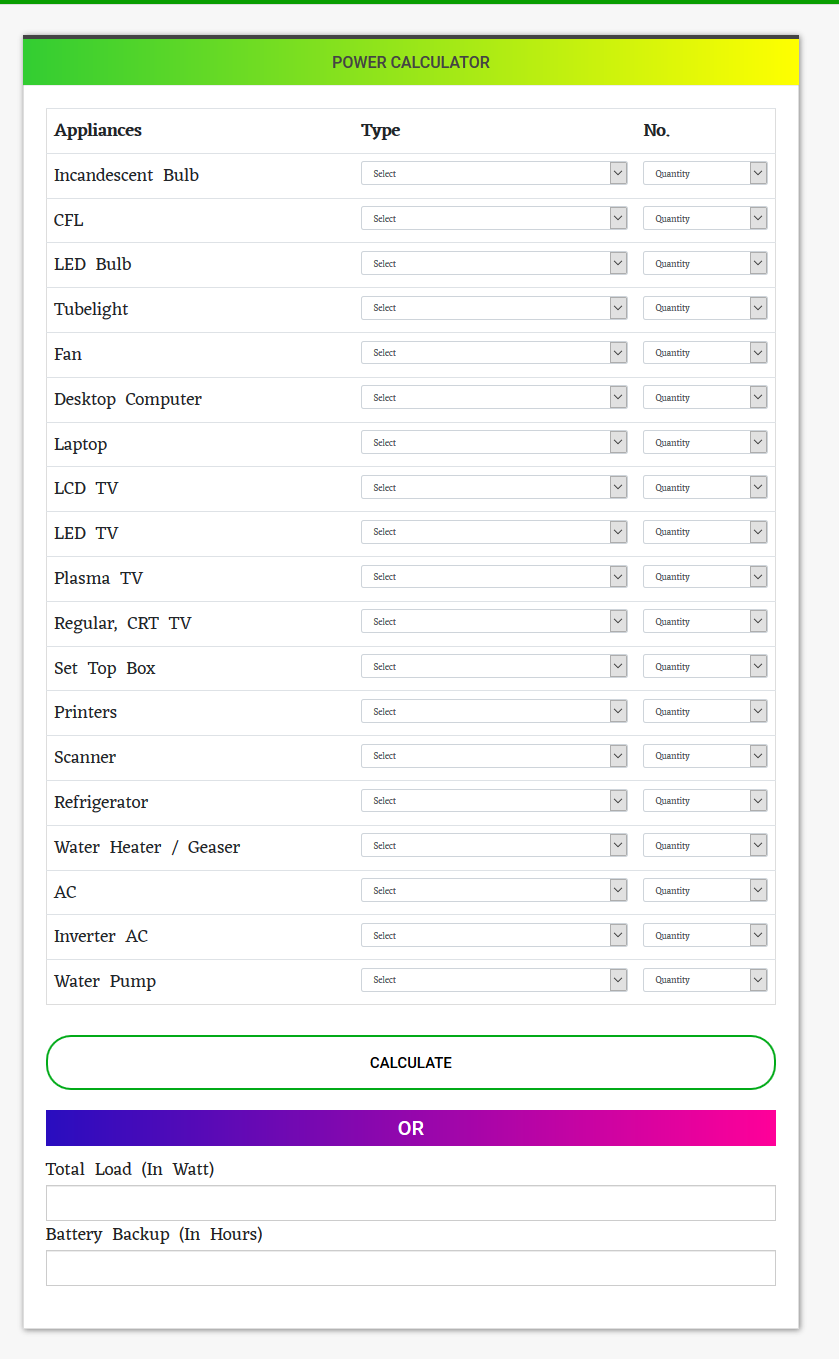 POWER CALCULATOR
Appliances Type No.
Incandescent Bulb Select Quantity
CFL Select Quantity
LED Bulb Select Quantity
Tubelight Select Quantity
Fan Select Quantity
Desktop Computer Select Quantity
Laptop Select Quantity
LCD TV Select Quantity
LED TV Select Quantity
Plasma TV Select Quantity
Regular, CRT TV Select Quantity
Set Top Box Select Quantity
Printers Select Quantity
Scanner Select Quantity
Refrigerator Select Quantity
Water Heater / Geaser Select Quantity
AC Select Quantity
Inverter AC Select Quantity
Water Pump Select Quantity
CALCULATE
OR
Total Load (In Watt)
Battery Backup (In Hours)